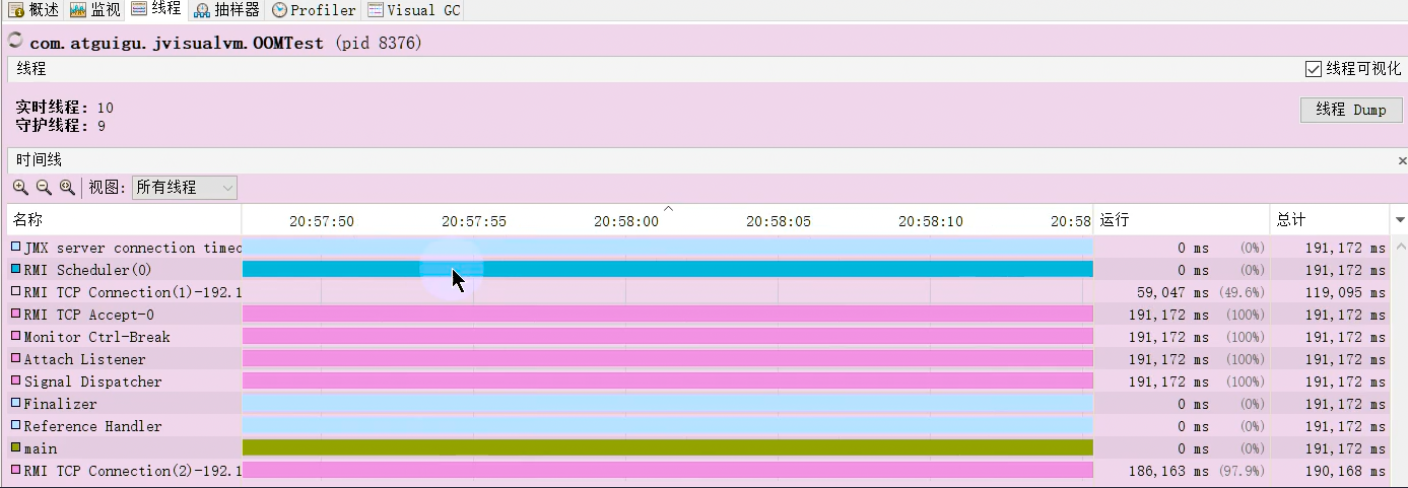 概述 监视 线程 抽样器 Profiler Visual GC
com.atguigu.jvisualvm.OOMTest (pid 8376)
线程 线程可视化
实时线程: 10
守护线程: 9
线程 Dump
时间线
视图: 所有线程
名称 20:57:50 20:57:55 20:58:00 20:58:05 20:58:10 20:58 运行 总计
JMX server connection timeo 0 ms (0%) 191,172 ms
RMI Scheduler(0) 0 ms (0%) 191,172 ms
RMI TCP Connection(1)-192.1 59,047 ms (49.6%) 119,095 ms
RMI TCP Accept-0 191,172 ms (100%) 191,172 ms
Monitor Ctrl-Break 191,172 ms (100%) 191,172 ms
Attach Listener 191,172 ms (100%) 191,172 ms
Signal Dispatcher 191,172 ms (100%) 191,172 ms
Finalizer 0 ms (0%) 191,172 ms
Reference Handler 0 ms (0%) 191,172 ms
main 0 ms (0%) 191,172 ms
RMI TCP Connection(2)-192.1 186,163 ms (97.9%) 190,168 ms